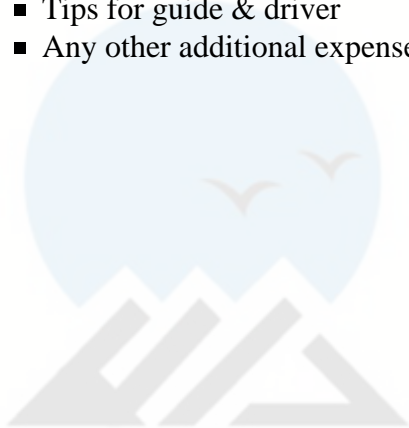 ▪ Tips for guide & driver
▪ Any other additional expense